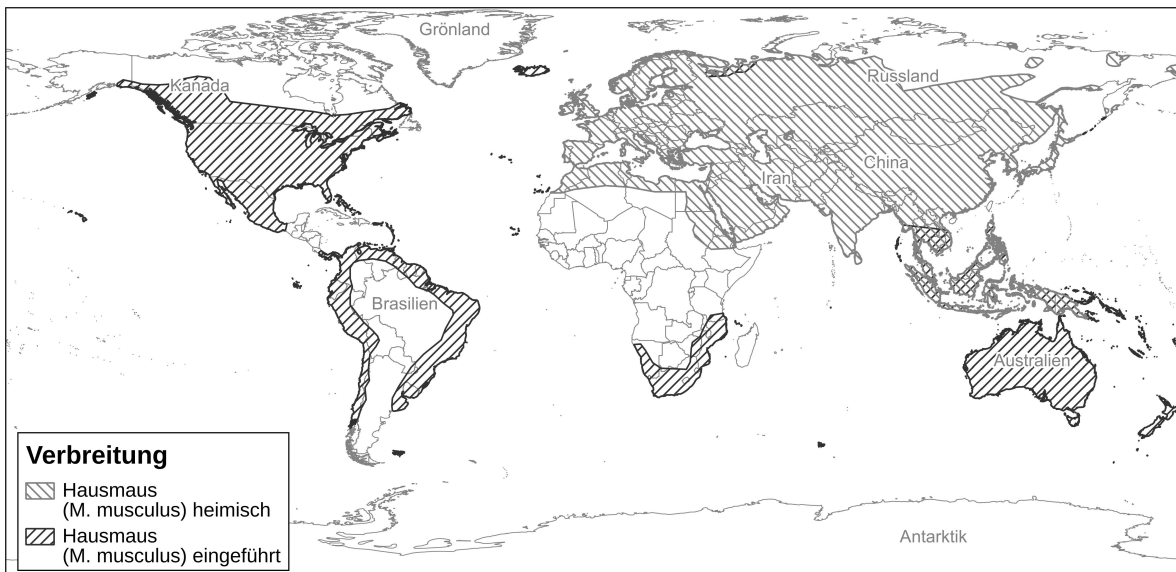 Grönland
Kanada
Russland
China
Iran
Brasilien
Australien
Verbreitung
Hausmaus
(M. musculus) heimisch
Hausmaus
(M. musculus) eingeführt
Antarktik